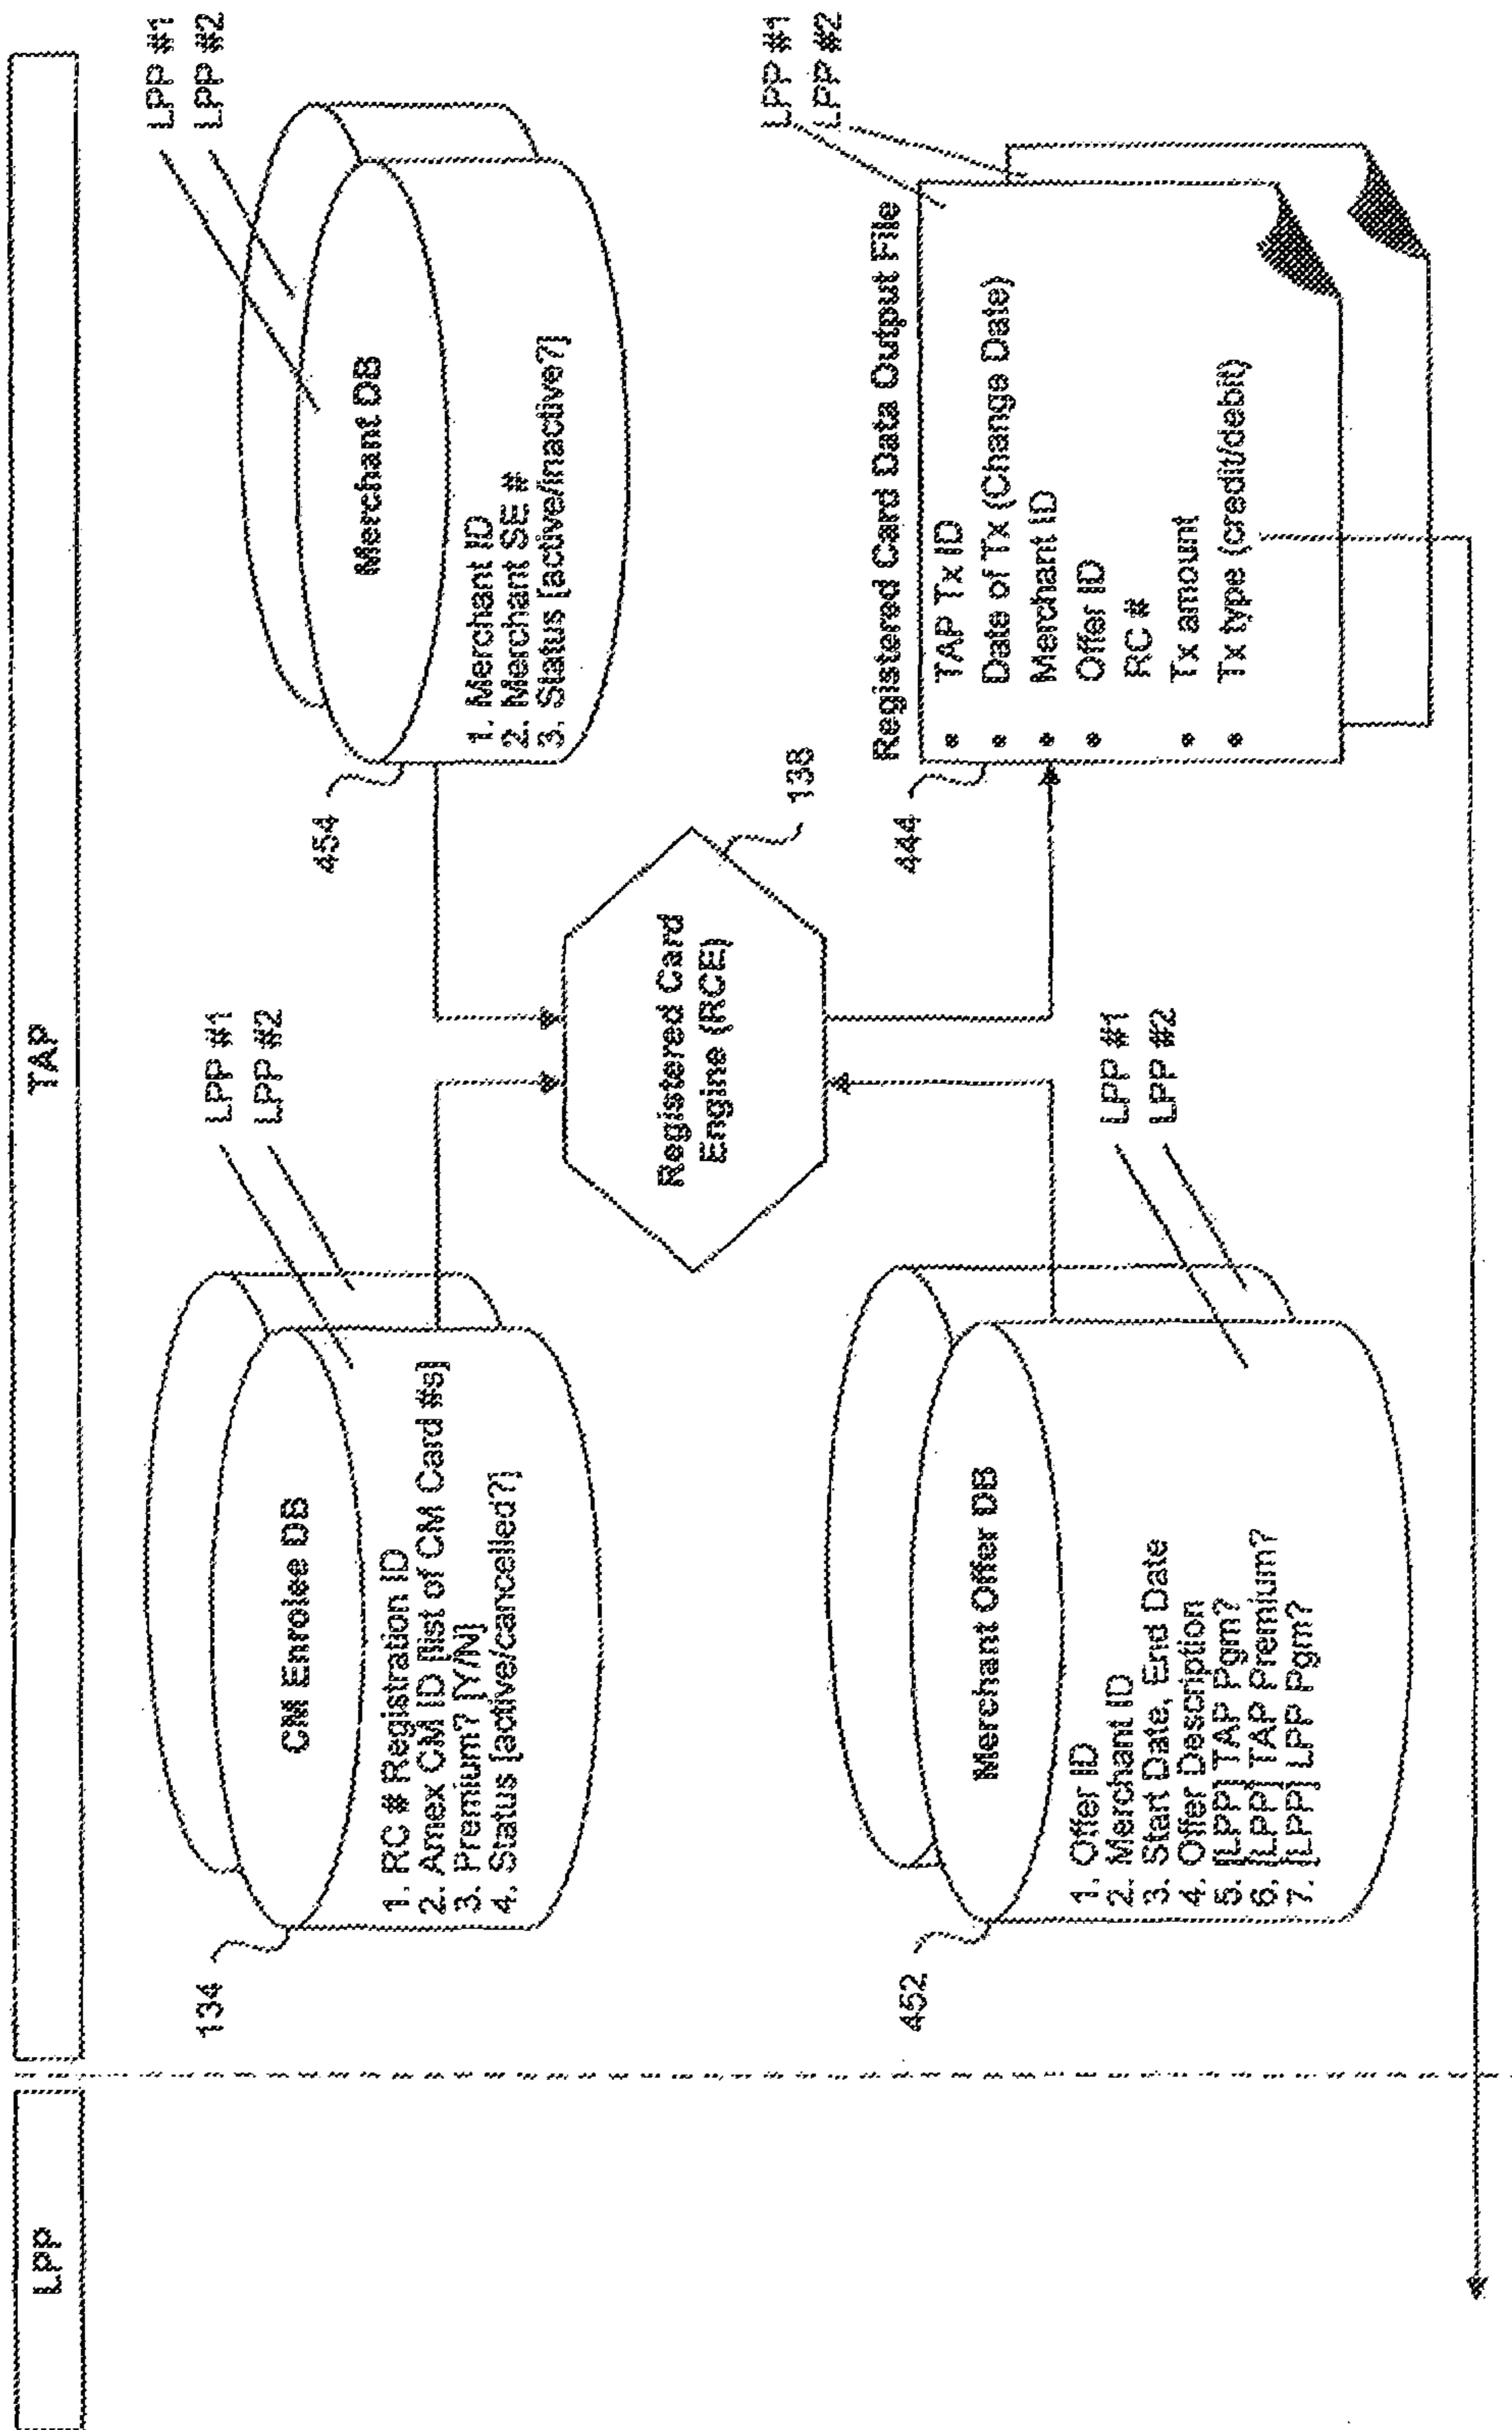 LPP
TAP
134
CM Enrolee DB
LPP #1
LPP #2
1. RC # Registration ID
2. Amex CM ID [list of CM Card #s]
3. Premium? [Y/N]
4. Status [active/cancelled?]
454
Merchant DB
LPP #1
LPP #2
1. Merchant ID
2. Merchant SE #
3. Status [active/inactive?]
Registered Card
Engine (RCE)
138
452
Merchant Offer DB
LPP #1
LPP #2
1. Offer ID
2. Merchant ID
3. Start Date, End Date
4. Offer Description
5. [LPP] TAP Pgm?
6. [LPP] TAP Premium?
7. [LPP] LPP Pgm?
444
Registered Card Data Output File
LPP #1
LPP #2
• TAP Tx ID
• Date of Tx (Change Date)
• Merchant ID
• Offer ID
RC #
• Tx amount
• Tx type (credit/debit)